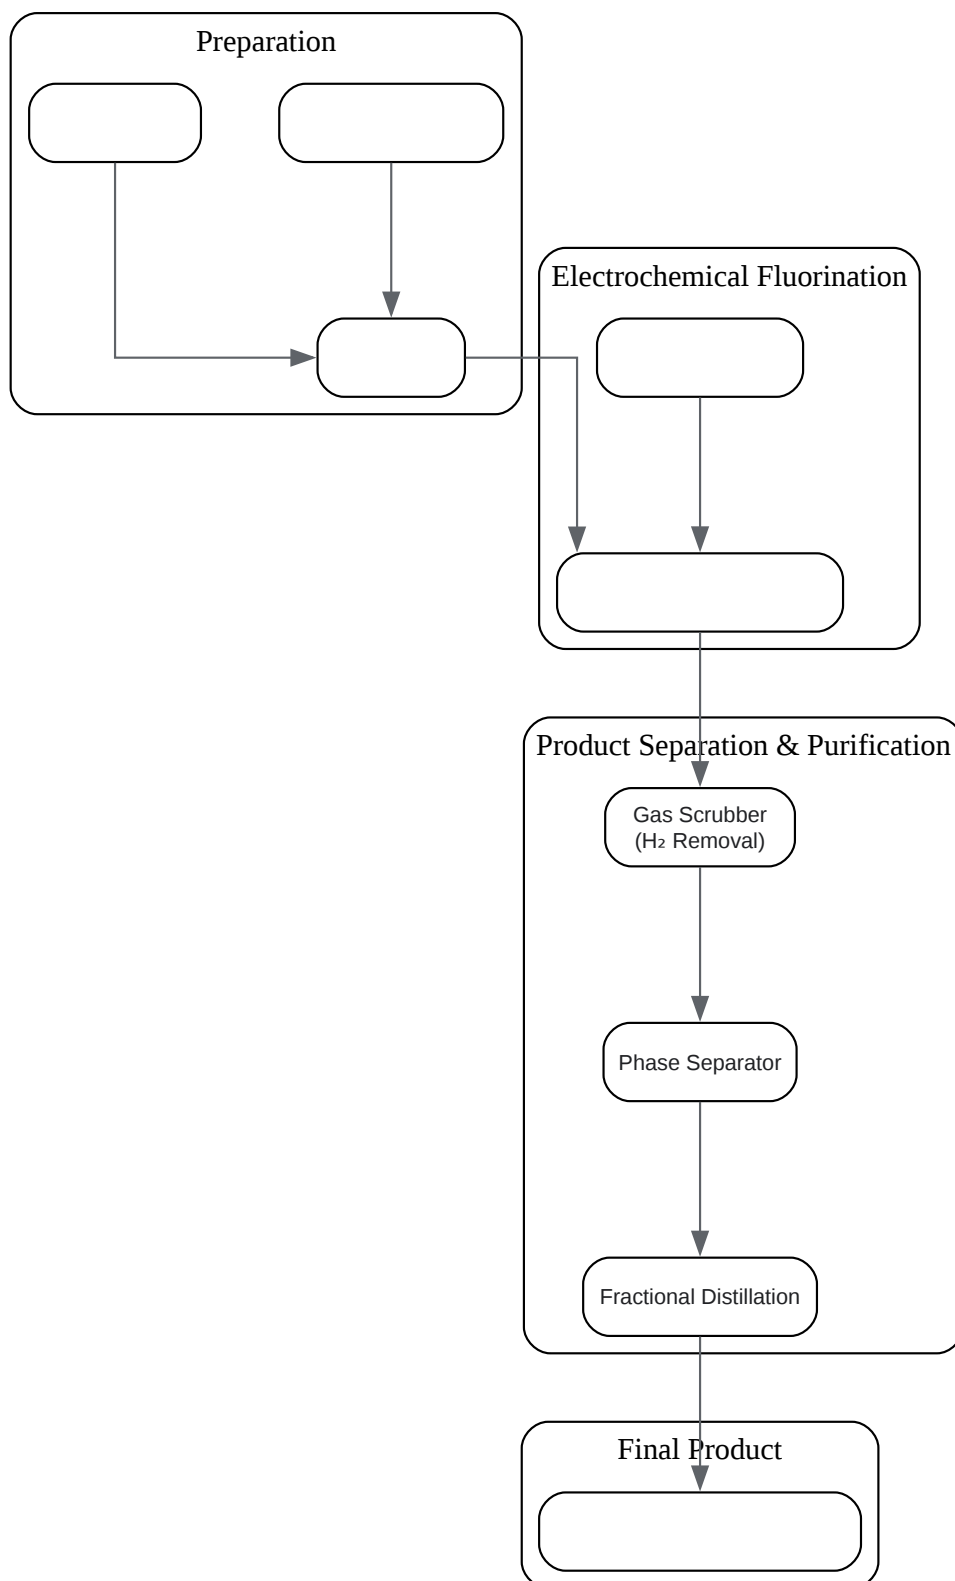 Preparation
Electrochemical Fluorination
Product Separation & Purification
Gas Scrubber
(H₂ Removal)
Phase Separator
Fractional Distillation
Final Product